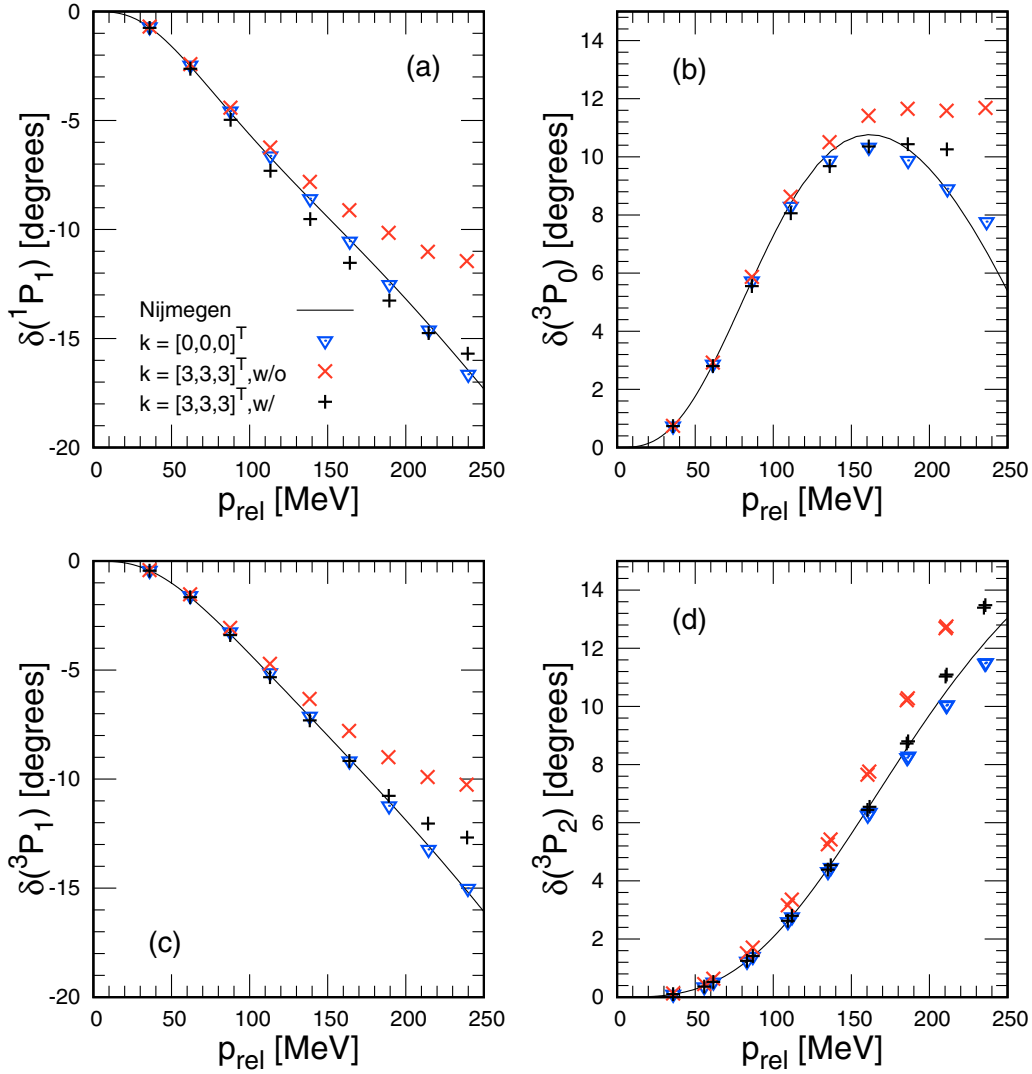 0
-5
-10
-15
-20
δ(¹P₁) [degrees]
(a)
Nijmegen
k = [0,0,0]ᵀ
k = [3,3,3]ᵀ,w/o
k = [3,3,3]ᵀ,w/
0 50 100 150 200 250
p_rel [MeV]
14
12
10
8
6
4
2
0
δ(³P₀) [degrees]
(b)
0 50 100 150 200 250
p_rel [MeV]
0
-5
-10
-15
-20
δ(³P₁) [degrees]
(c)
0 50 100 150 200 250
p_rel [MeV]
14
12
10
8
6
4
2
0
δ(³P₂) [degrees]
(d)
0 50 100 150 200 250
p_rel [MeV]